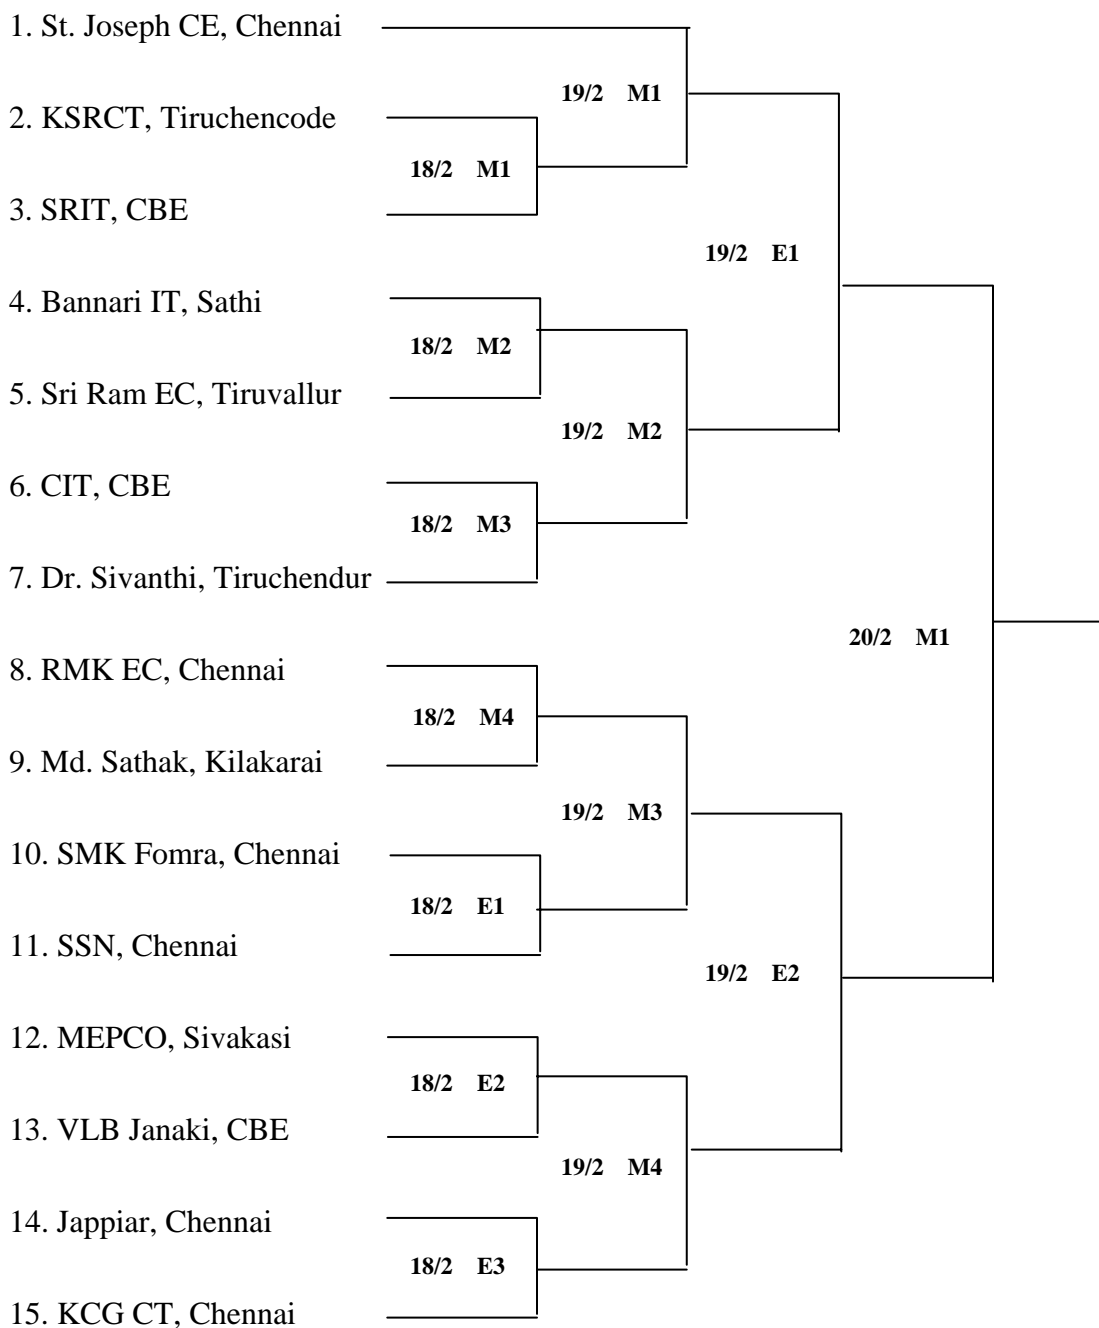 1. St. Joseph CE, Chennai
19/2 M1
2. KSRCT, Tiruchencode
18/2 M1
3. SRIT, CBE
19/2 E1
4. Bannari IT, Sathi
18/2 M2
5. Sri Ram EC, Tiruvallur
19/2 M2
6. CIT, CBE
18/2 M3
7. Dr. Sivanthi, Tiruchendur
20/2 M1
8. RMK EC, Chennai
18/2 M4
9. Md. Sathak, Kilakarai
19/2 M3
10. SMK Fomra, Chennai
18/2 E1
11. SSN, Chennai
19/2 E2
12. MEPCO, Sivakasi
18/2 E2
13. VLB Janaki, CBE
19/2 M4
14. Jappiar, Chennai
18/2 E3
15. KCG CT, Chennai